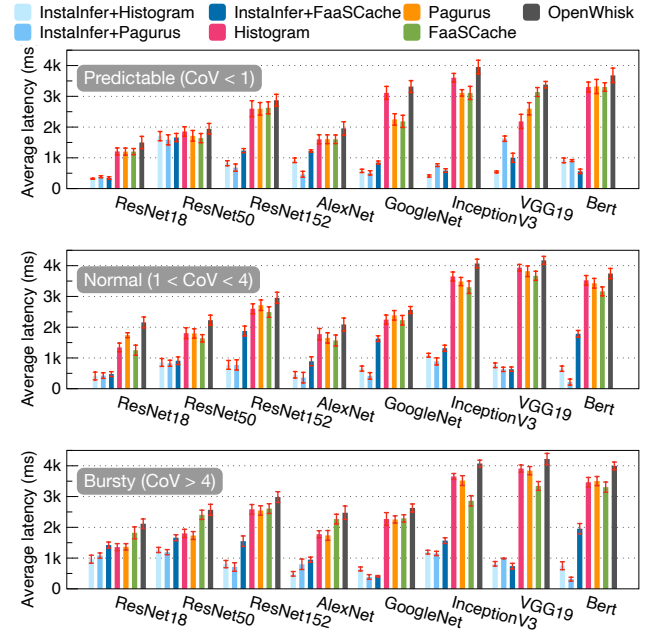 InstaInfer+Histogram InstaInfer+FaaSCache Pagurus OpenWhisk
InstaInfer+Pagurus Histogram FaaSCache
Average latency (ms)
4k
3k
2k
1k
0
Predictable (CoV < 1)
ResNet18 ResNet50 ResNet152 AlexNet GoogleNet InceptionV3 VGG19 Bert
Average latency (ms)
4k
3k
2k
1k
0
Normal (1 < CoV < 4)
ResNet18 ResNet50 ResNet152 AlexNet GoogleNet InceptionV3 VGG19 Bert
Average latency (ms)
4k
3k
2k
1k
0
Bursty (CoV > 4)
ResNet18 ResNet50 ResNet152 AlexNet GoogleNet InceptionV3 VGG19 Bert